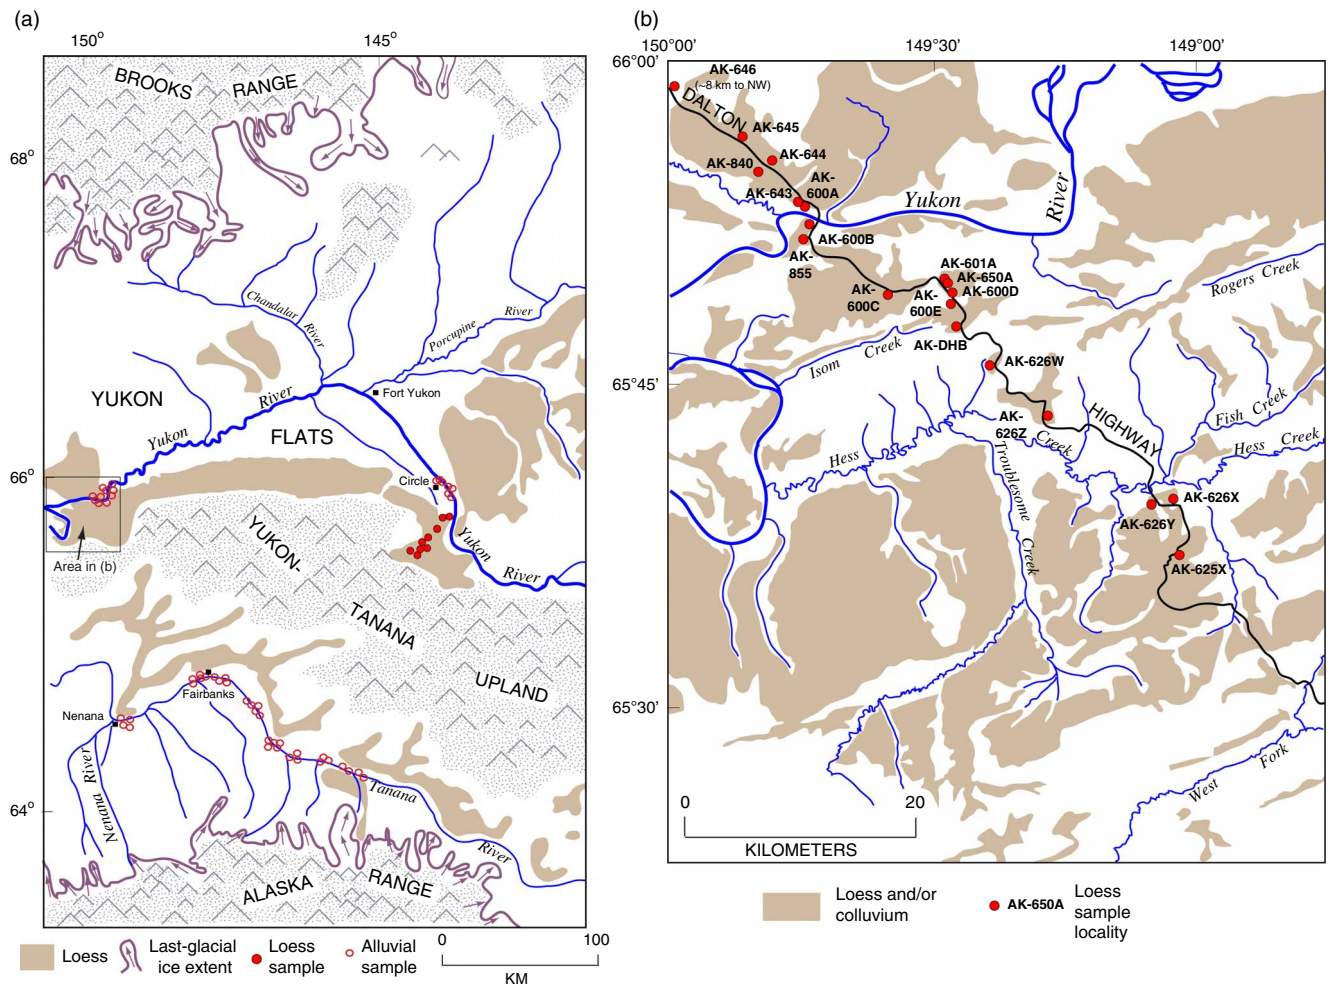 (a)
150°
145°
BROOKS
RANGE
68°
Chandalar
River
Porcupine
River
YUKON
Yukon
River
Fort Yukon
FLATS
66°
Circle
Area in (b)
YUKON-
Yukon
River
TANANA
UPLAND
Fairbanks
Nenana
Nenana River
Tanana
River
64°
ALASKA
RANGE
Loess
Last-glacial
ice extent
Loess
sample
Alluvial
sample
0
100
KM
(b)
150°00'
149°30'
149°00'
66°00'
AK-646
(~8 km to NW)
DALTON
AK-645
AK-644
AK-840
AK-643
AK-
600A
Yukon
River
AK-600B
AK-
855
AK-601A
AK-650A
AK-600D
AK-
600C
AK-
600E
Rogers Creek
AK-DHB
Isom
Creek
AK-626W
65°45'
AK-
626Z
HIGHWAY
Fish Creek
Hess
Creek
Hess Creek
Troublesome
Creek
AK-626X
AK-626Y
AK-625X
65°30'
West
Fork
0
20
KILOMETERS
Loess and/or
colluvium
AK-650A
Loess
sample
locality